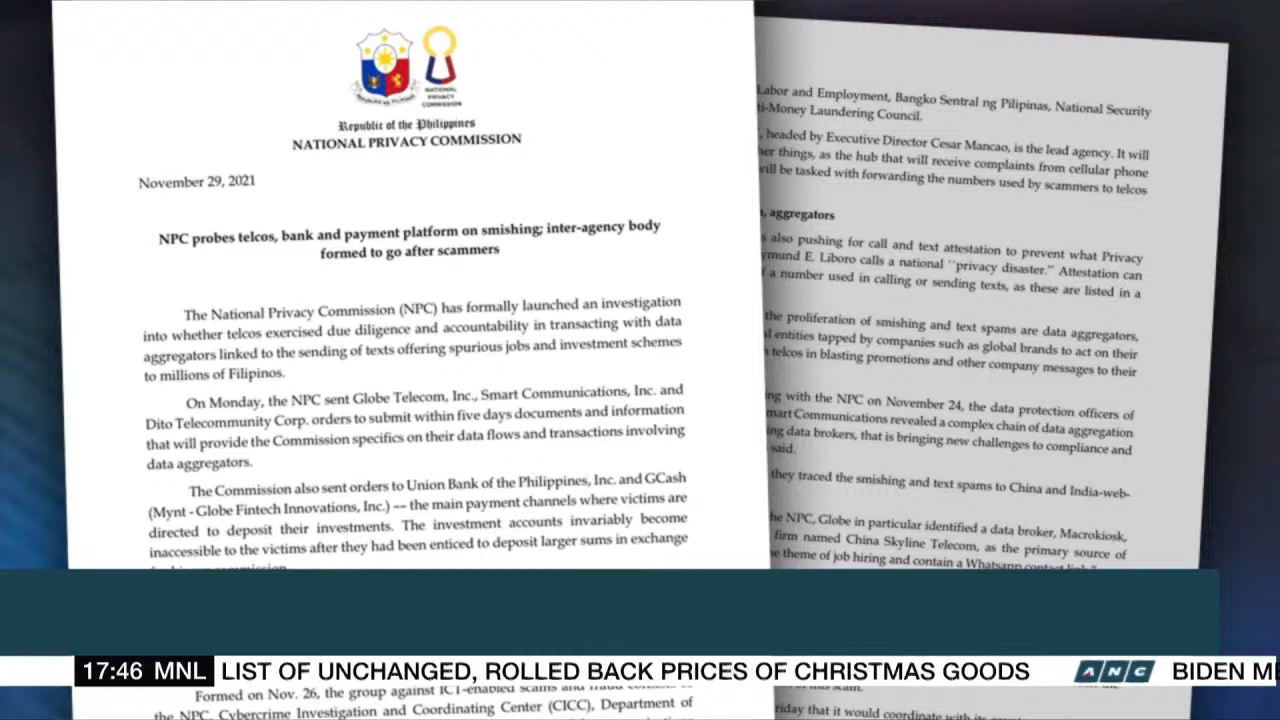 NATIONAL
PRIVACY
COMMISSION
Republic of the Philippines
NATIONAL PRIVACY COMMISSION
November 29, 2021
NPC probes telcos, bank and payment platform on smishing; inter-agency body
formed to go after scammers
The National Privacy Commission (NPC) has formally launched an investigation
into whether telcos exercised due diligence and accountability in transacting with data
aggregators linked to the sending of texts offering spurious jobs and investment schemes
to millions of Filipinos.
On Monday, the NPC sent Globe Telecom, Inc., Smart Communications, Inc. and
Dito Telecommunity Corp. orders to submit within five days documents and information
that will provide the Commission specifics on their data flows and transactions involving
data aggregators.
The Commission also sent orders to Union Bank of the Philippines, Inc. and GCash
(Mynt - Globe Fintech Innovations, Inc.) –– the main payment channels where victims are
directed to deposit their investments. The investment accounts invariably become
inaccessible to the victims after they had been enticed to deposit larger sums in exchange
Formed on Nov. 26, the group against ICT-enabled scams and fraud
the NPC, Cybercrime Investigation and Coordinating Center (CICC), Department of
Labor and Employment, Bangko Sentral ng Pilipinas, National Security
ti-Money Laundering Council.
, headed by Executive Director Cesar Mancao, is the lead agency. It will
her things, as the hub that will receive complaints from cellular phone
will be tasked with forwarding the numbers used by scammers to telcos
, aggregators
s also pushing for call and text attestation to prevent what Privacy
ymund E. Liboro calls a national ``privacy disaster." Attestation can
f a number used in calling or sending texts, as these are listed in a
the proliferation of smishing and text spams are data aggregators,
al entities tapped by companies such as global brands to act on their
telcos in blasting promotions and other company messages to their
ng with the NPC on November 24, the data protection officers of
mart Communications revealed a complex chain of data aggregation
ing data brokers, that is bringing new challenges to compliance and
said.
they traced the smishing and text spams to China and India-web-
he NPC, Globe in particular identified a data broker, Macrokiosk,
firm named China Skyline Telecom, as the primary source of
e theme of job hiring and contain a Whatsapp contact link."
of this scam.
riday that it would coordinate with its
17:46 MNL LIST OF UNCHANGED, ROLLED BACK PRICES OF CHRISTMAS GOODS ANC BIDEN M